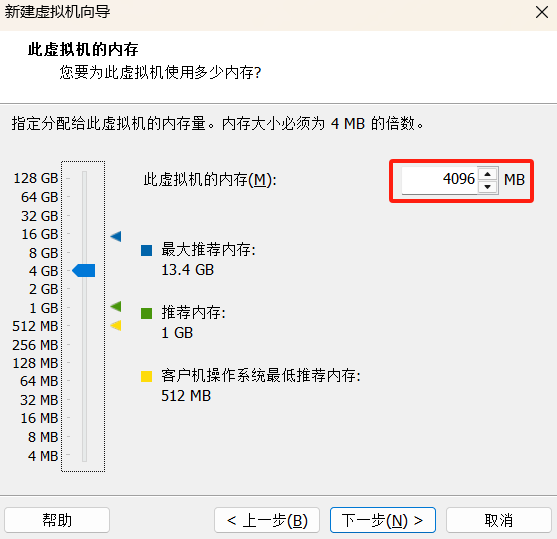 新建虚拟机向导
此虚拟机的内存
您要为此虚拟机使用多少内存?
指定分配给此虚拟机的内存量。内存大小必须为 4 MB 的倍数。
128 GB
64 GB
32 GB
16 GB
8 GB
4 GB
2 GB
1 GB
512 MB
256 MB
128 MB
64 MB
32 MB
16 MB
8 MB
4 MB
此虚拟机的内存(M): 4096 MB
最大推荐内存:
13.4 GB
推荐内存:
1 GB
客户机操作系统最低推荐内存:
512 MB
帮助 < 上一步(B) 下一步(N) > 取消